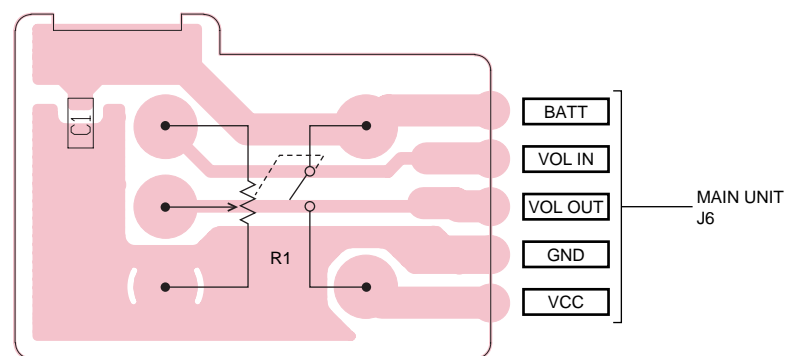 C1
BATT
VOL IN
VOL OUT
GND
VCC
R1
MAIN UNIT
J6